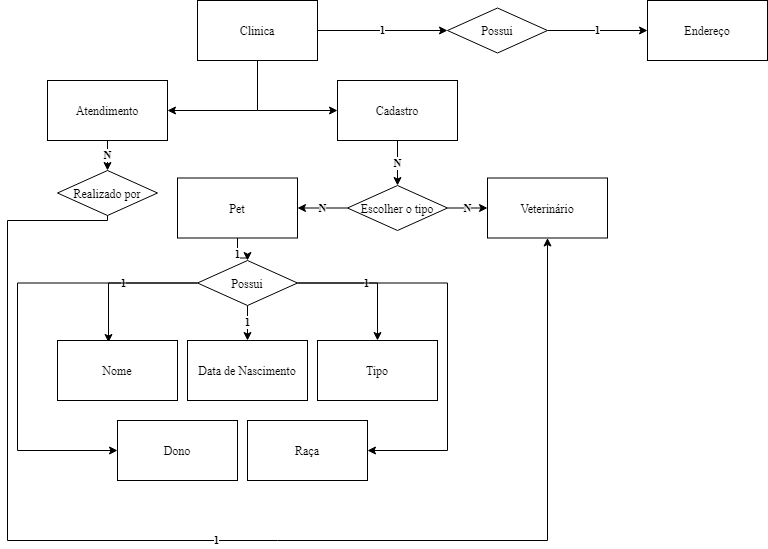 Clinica
1
Possui
1
Endereço
Atendimento
Cadastro
N
N
Realizado por
Pet
N
Escolher o tipo
N
Veterinário
1
1
Possui
1
1
Nome
Data de Nascimento
Tipo
Dono
Raça
1